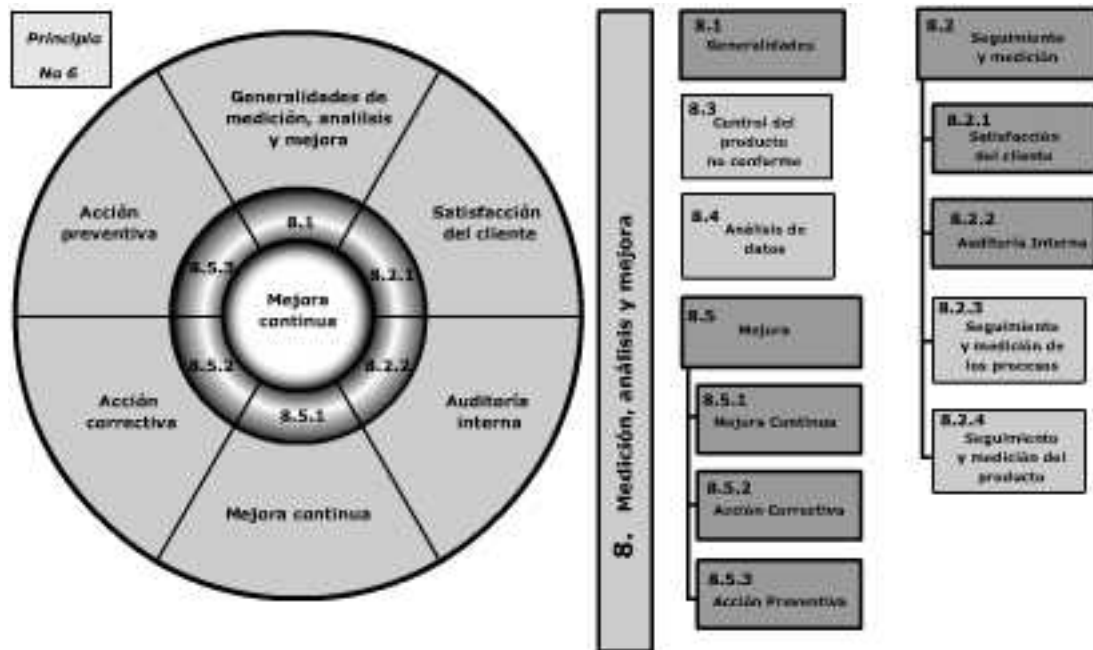 Principio
No 6
Generalidades de
medición, analilsis
y mejora
Acción
preventiva
Satisfacción
del cliente
8.1
8.5.3
8.2.1
Mejora
continua
8.5.2
8.2.2
8.5.1
Acción
correctiva
Auditoría
interna
Mejora continua
8. Medición, análisis y mejora
8.1
Generalidades
8.3
Control del
producto
no conforme
8.4
Análisis de
datos
8.5
Mejora
8.5.1
Mejora Continua
8.5.2
Acción Correctiva
8.5.3
Acción Preventiva
8.2
Seguimiento
y medición
8.2.1
Satisfacción
del cliente
8.2.2
Auditoría Interna
8.2.3
Seguimiento
y medición de
los procesos
8.2.4
Seguimiento
y medición del
producto